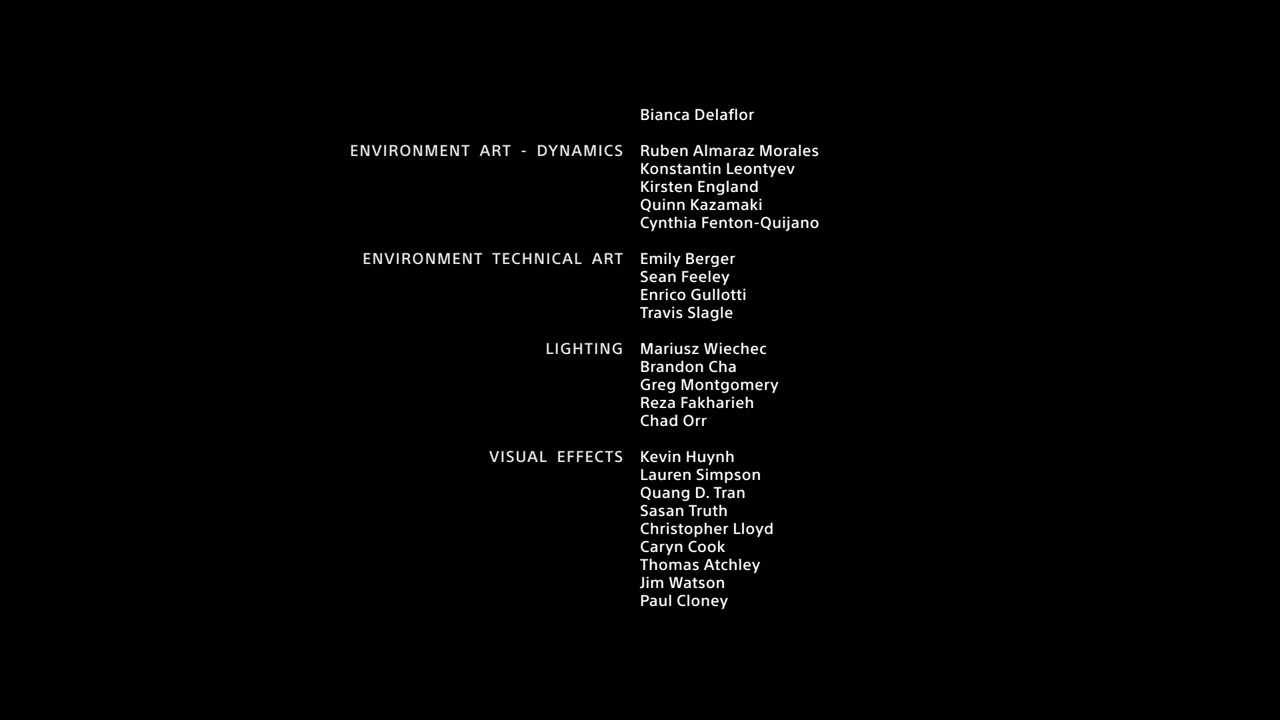 Bianca Delaflor
ENVIRONMENT ART - DYNAMICS Ruben Almaraz Morales
Konstantin Leontyev
Kirsten England
Quinn Kazamaki
Cynthia Fenton-Quijano
ENVIRONMENT TECHNICAL ART Emily Berger
Sean Feeley
Enrico Gullotti
Travis Slagle
LIGHTING Mariusz Wiechec
Brandon Cha
Greg Montgomery
Reza Fakharieh
Chad Orr
VISUAL EFFECTS Kevin Huynh
Lauren Simpson
Quang D. Tran
Sasan Truth
Christopher Lloyd
Caryn Cook
Thomas Atchley
Jim Watson
Paul Cloney